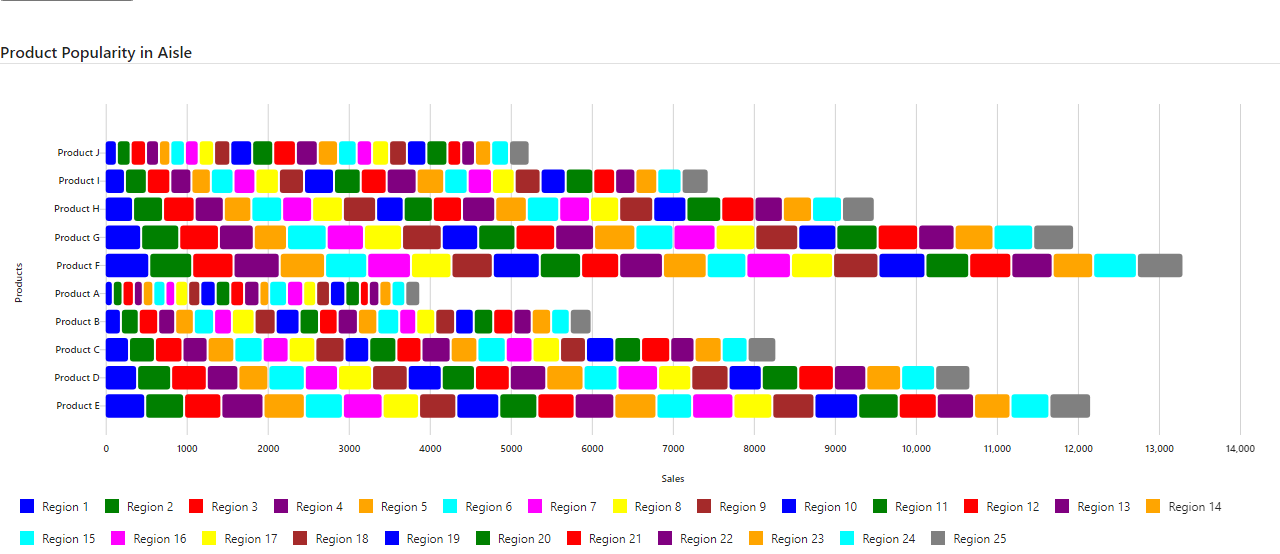 Product Popularity in Aisle
Product J
Product I
Product H
Product G
Product F
Product A
Product B
Product C
Product D
Product E
Products
0 1000 2000 3000 4000 5000 6000 7000 8000 9000 10,000 11,000 12,000 13,000 14,000
Sales
Region 1 Region 2 Region 3 Region 4 Region 5 Region 6 Region 7 Region 8 Region 9 Region 10 Region 11 Region 12 Region 13 Region 14
Region 15 Region 16 Region 17 Region 18 Region 19 Region 20 Region 21 Region 22 Region 23 Region 24 Region 25